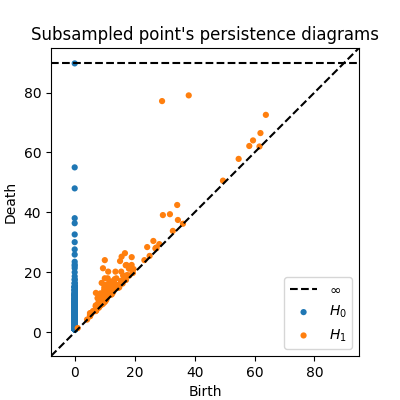 Subsampled point's persistence diagrams
Death
80
60
40
20
0
∞
H₀
H₁
0 20 40 60 80
Birth